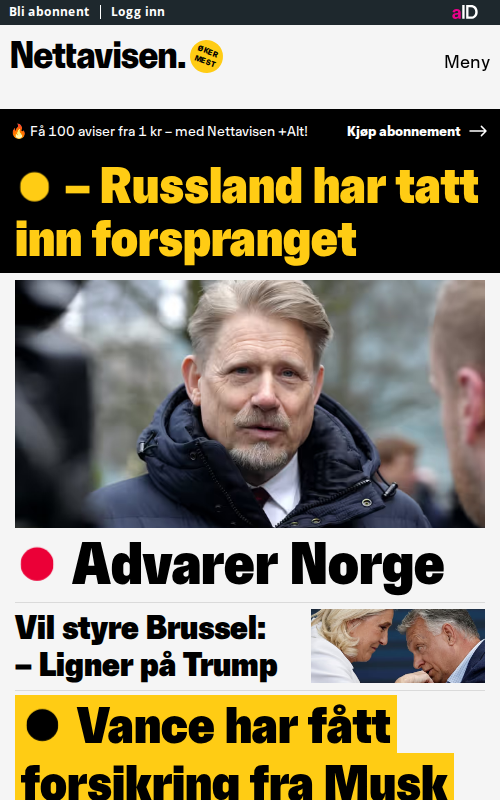 Bli abonnent | Logg inn
aID
Nettavisen.
ØKER
MEST
Meny
🔥 Få 100 aviser fra 1 kr – med Nettavisen +Alt!
Kjøp abonnement →
– Russland har tatt
inn forspranget
Advarer Norge
Vil styre Brussel:
– Ligner på Trump
Vance har fått
forsikring fra Musk